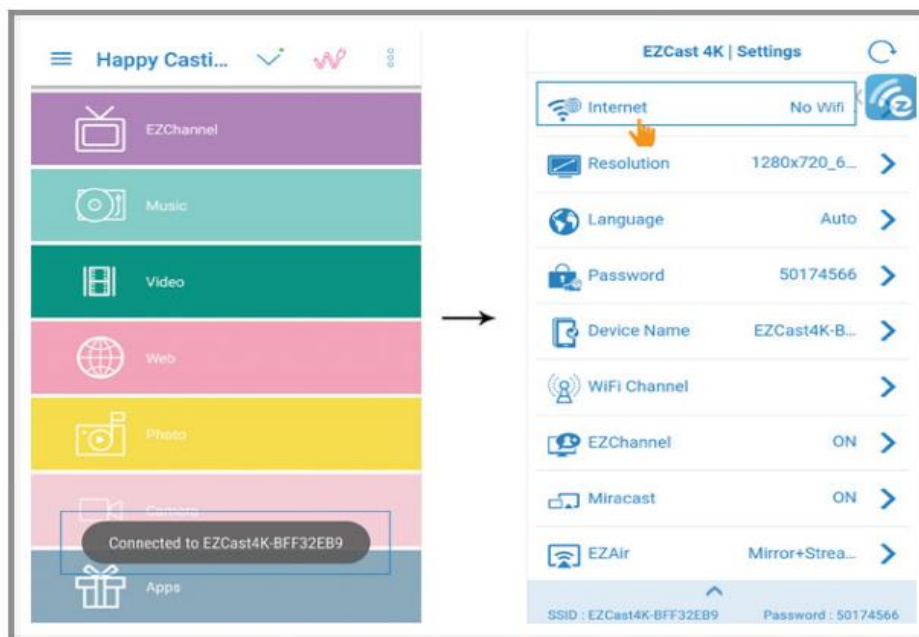 Happy Casti...
EZChannel
Music
Video
Web
Photo
Camera
Connected to EZCast4K-BFF32EB9
Apps
EZCast 4K | Settings
Internet No Wifi
Resolution 1280x720_6...
Language Auto
Password 50174566
Device Name EZCast4K-B...
WiFi Channel
EZChannel ON
Miracast ON
EZAir Mirror+Strea...
SSID : EZCast4K-BFF32EB9 Password : 50174566